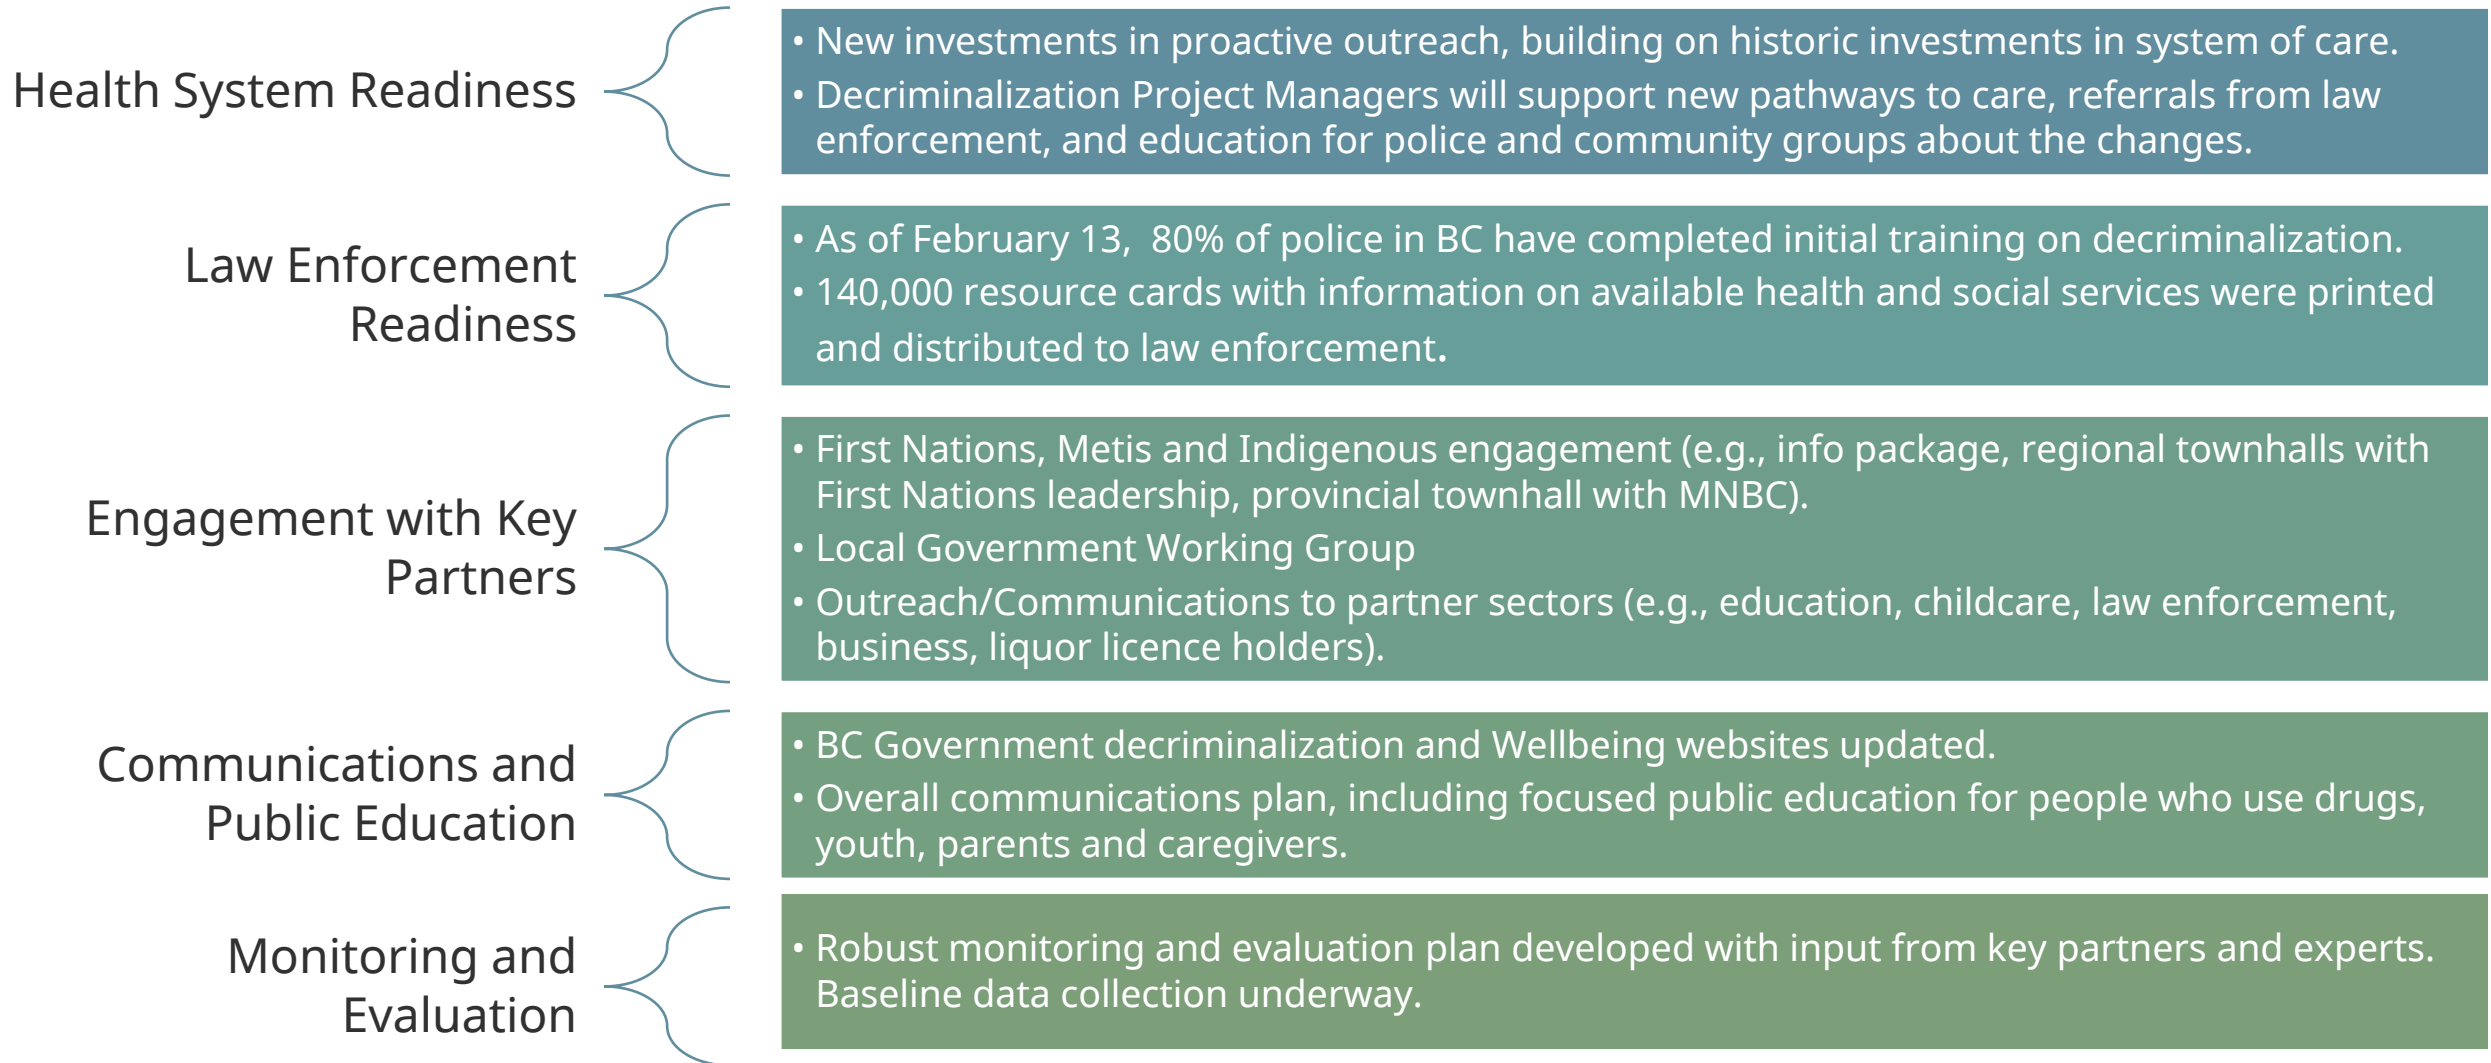 Health System Readiness
• New investments in proactive outreach, building on historic investments in system of care.
• Decriminalization Project Managers will support new pathways to care, referrals from law
enforcement, and education for police and community groups about the changes.
Law Enforcement
Readiness
• As of February 13,  80% of police in BC have completed initial training on decriminalization.
• 140,000 resource cards with information on available health and social services were printed
and distributed to law enforcement.
Engagement with Key
Partners
• First Nations, Metis and Indigenous engagement (e.g., info package, regional townhalls with
First Nations leadership, provincial townhall with MNBC).
• Local Government Working Group
• Outreach/Communications to partner sectors (e.g., education, childcare, law enforcement,
business, liquor licence holders).
Communications and
Public Education
• BC Government decriminalization and Wellbeing websites updated.
• Overall communications plan, including focused public education for people who use drugs,
youth, parents and caregivers.
Monitoring and
Evaluation
• Robust monitoring and evaluation plan developed with input from key partners and experts.
Baseline data collection underway.